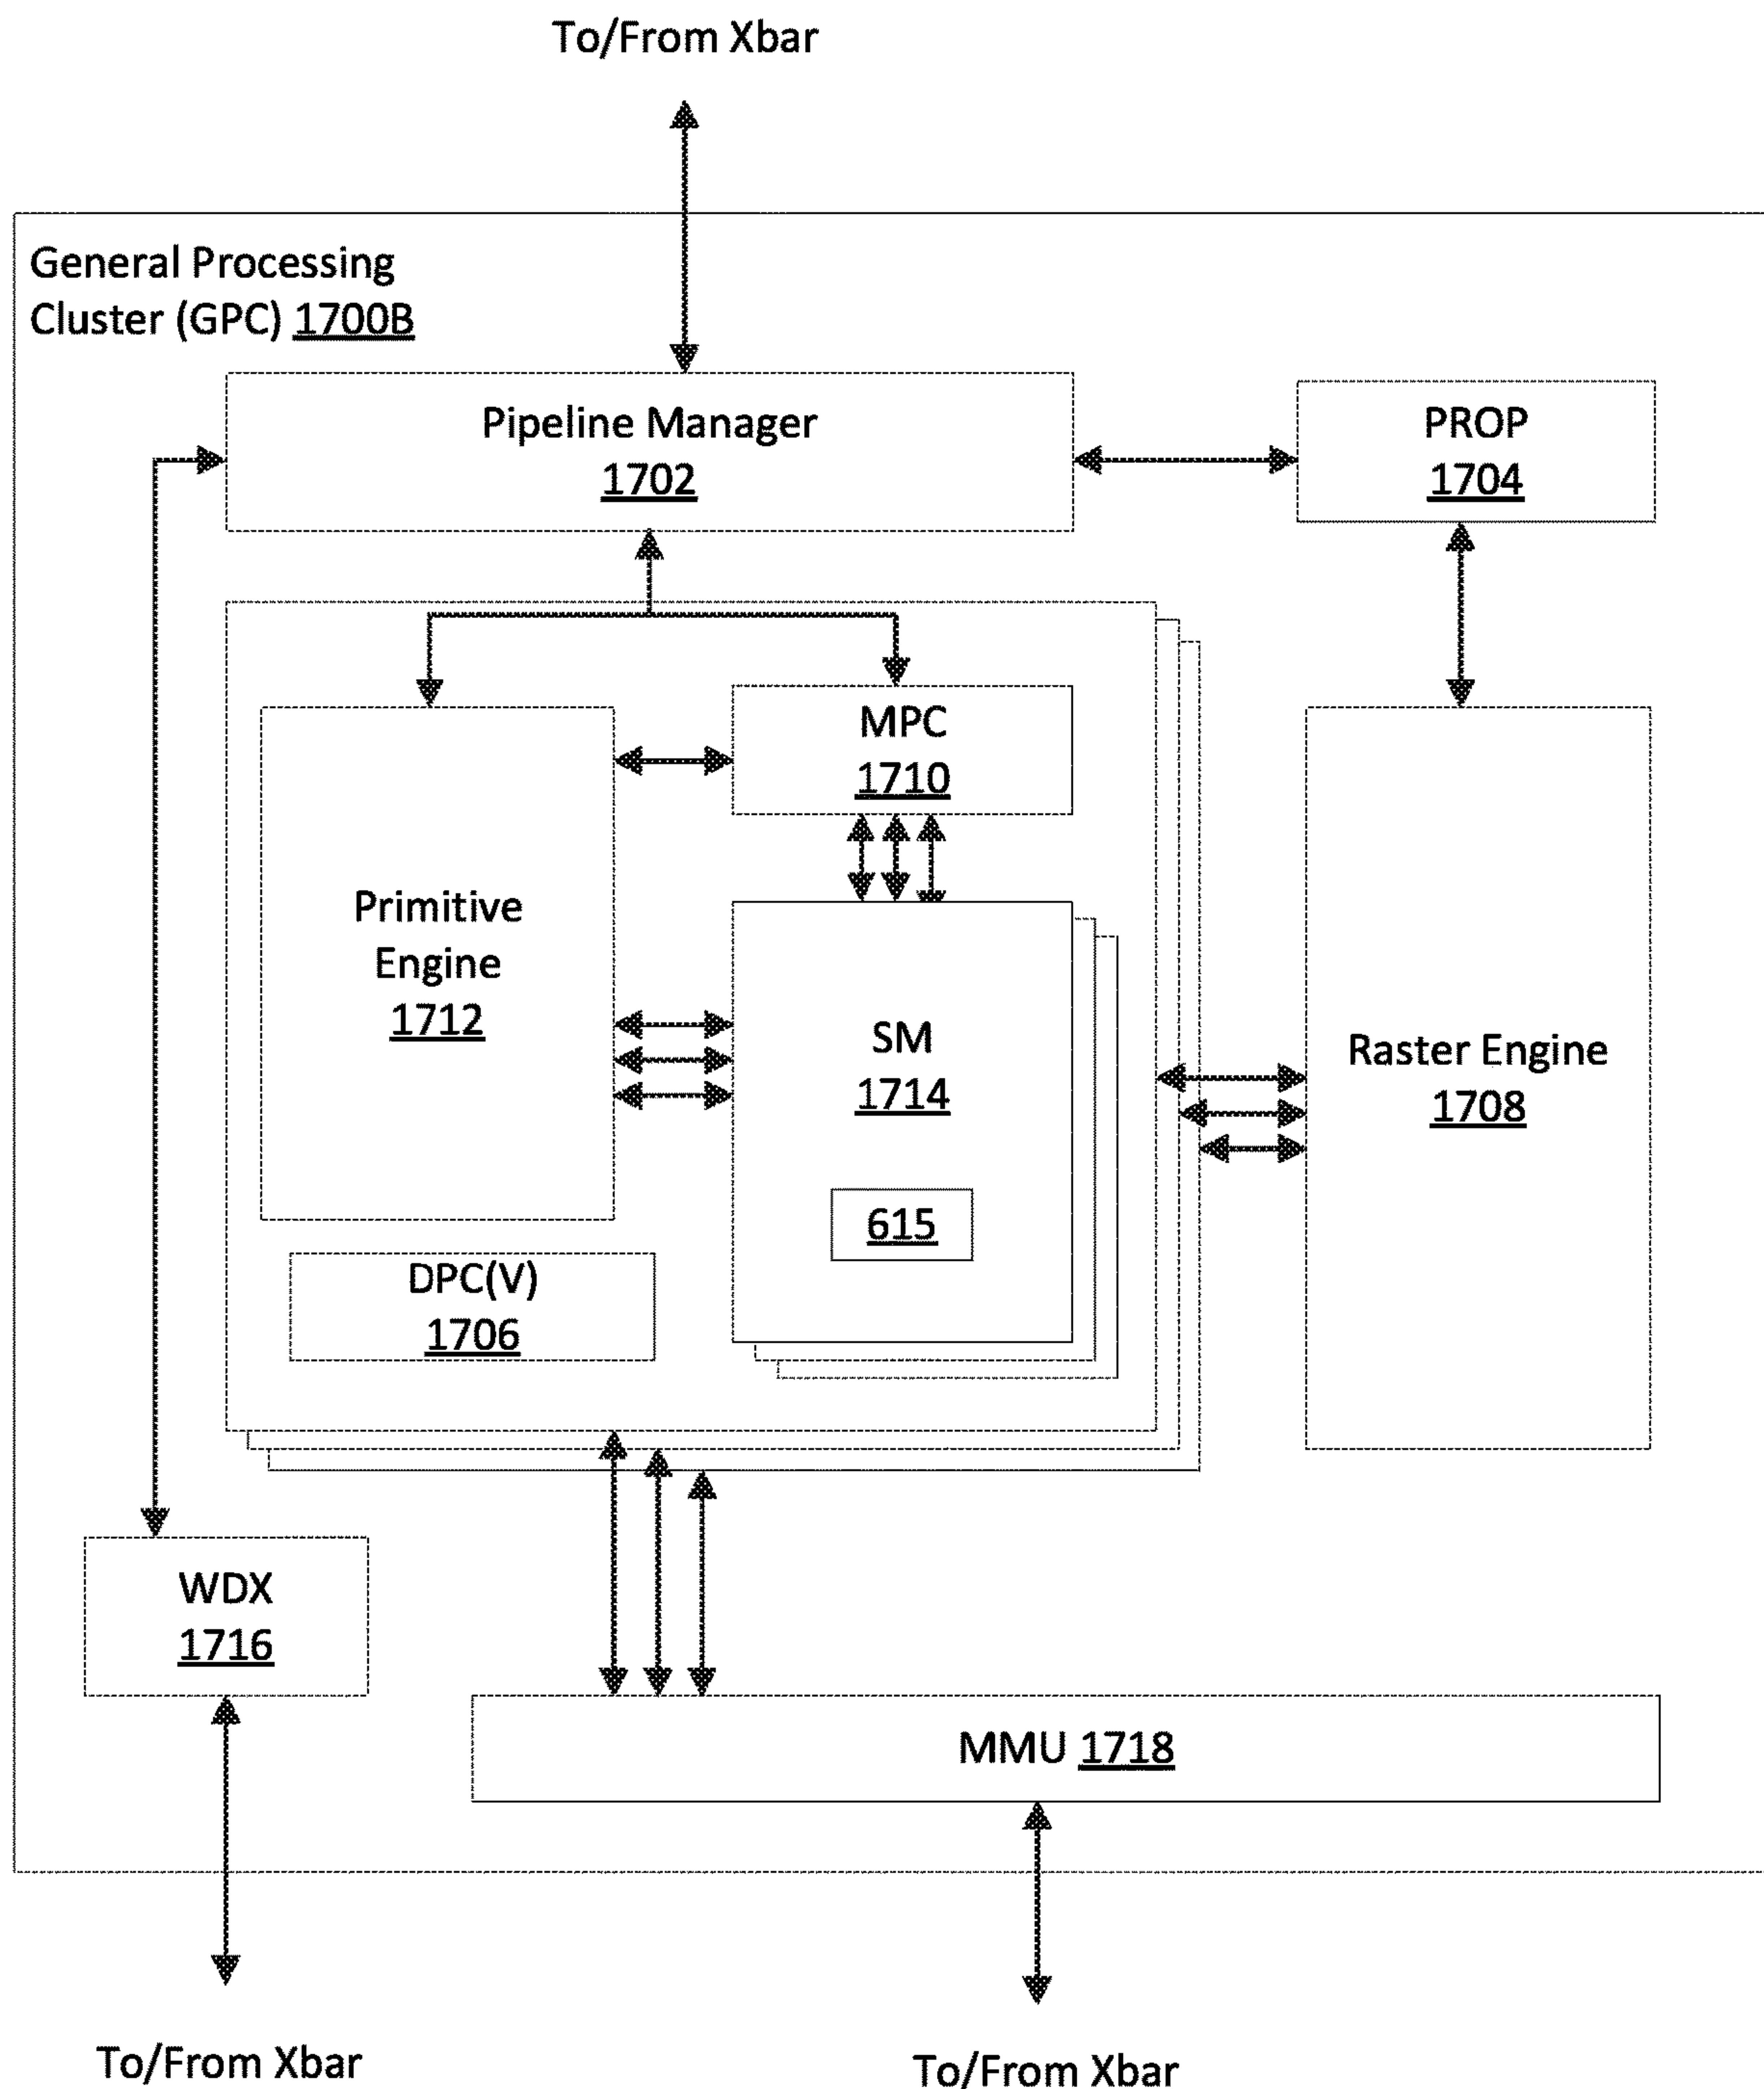 To/From Xbar
General Processing
Cluster (GPC) 1700B
Pipeline Manager
1702
PROP
1704
MPC
1710
Primitive
Engine
1712
SM
1714
615
Raster Engine
1708
DPC(V)
1706
WDX
1716
MMU 1718
To/From Xbar
To/From Xbar